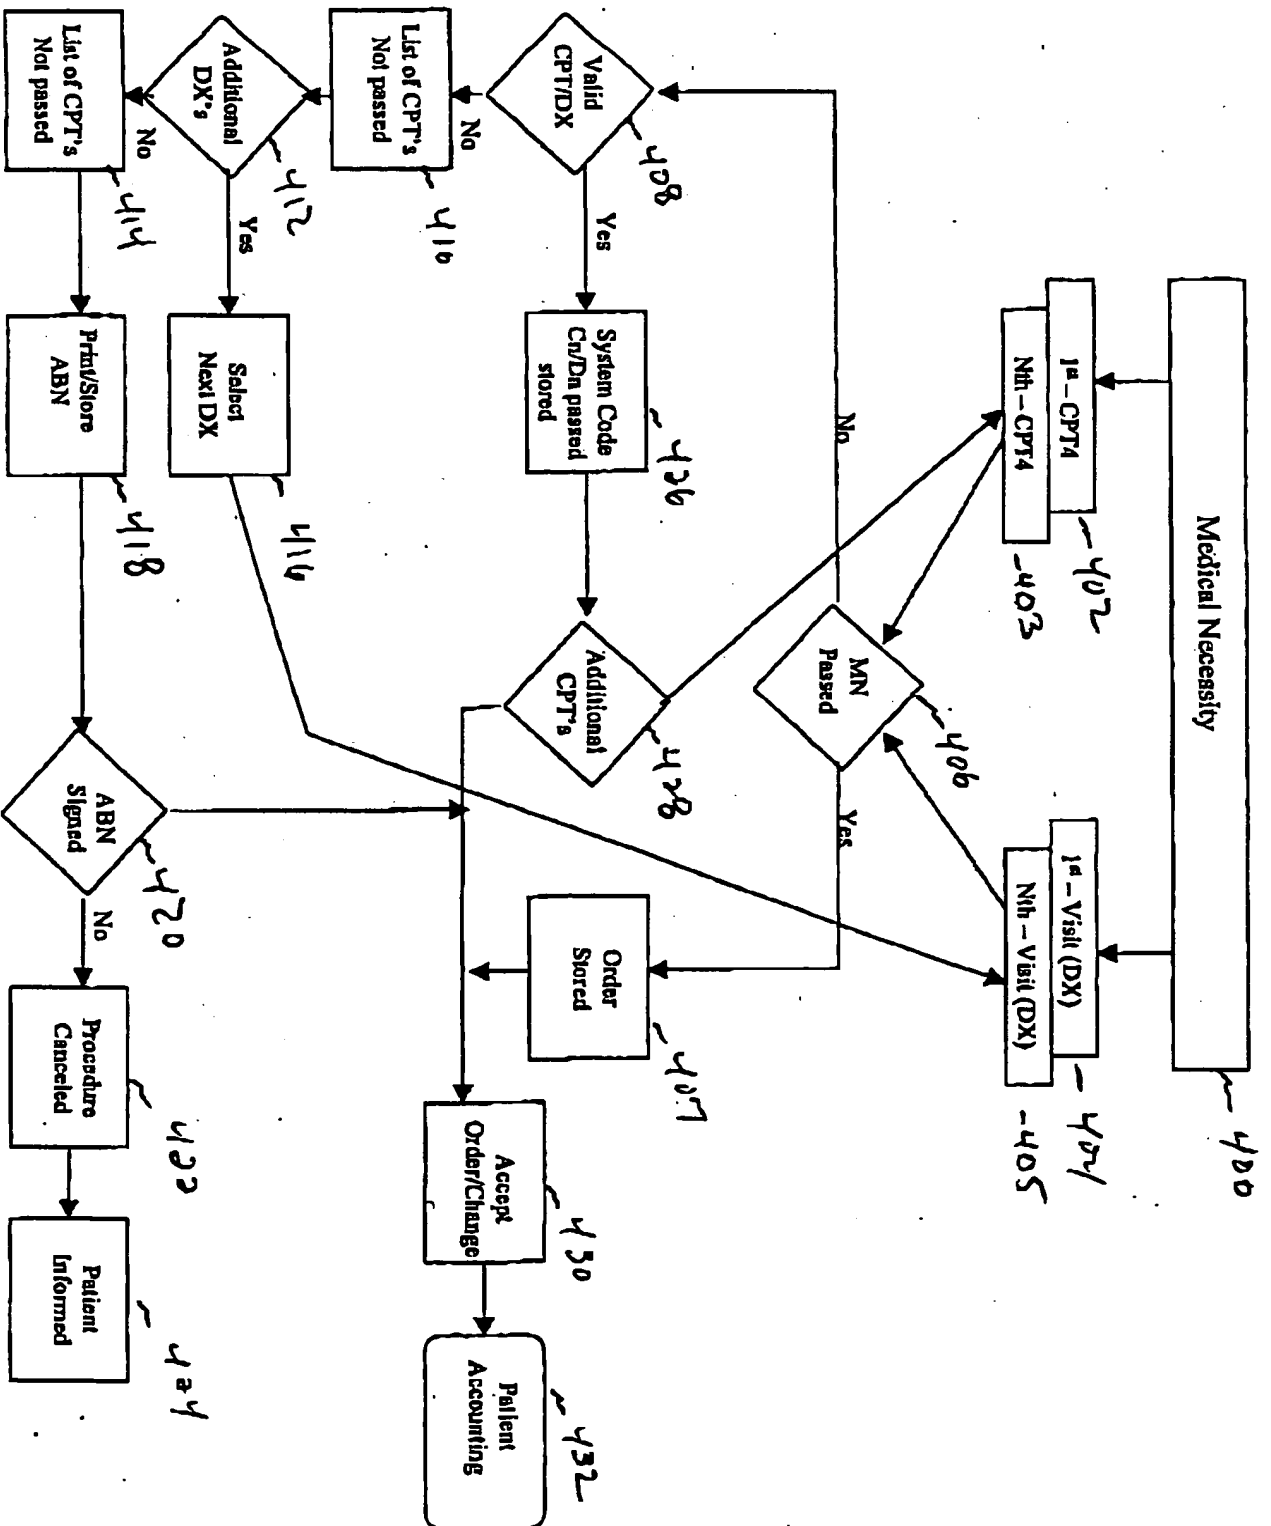 Medical Necessity
400
1st – CPT4
402
Nth – CPT4
403
1st – Visit (DX)
404
Nth – Visit (DX)
405
MN
Passed
406
No
Yes
Valid
CPT/DX
408
Yes
No
System Code
Cn/Dn passed
stored
426
Additional
CPT's
428
Order
Stored
407
List of CPT's
Not passed
410
Accept
Order/Change
430
Patient
Accounting
432
Additional
DX's
412
Yes
No
Select
Next DX
416
List of CPT's
Not passed
414
Print/Store
ABN
418
ABN
Signed
420
No
Procedure
Canceled
422
Patient
Informed
424